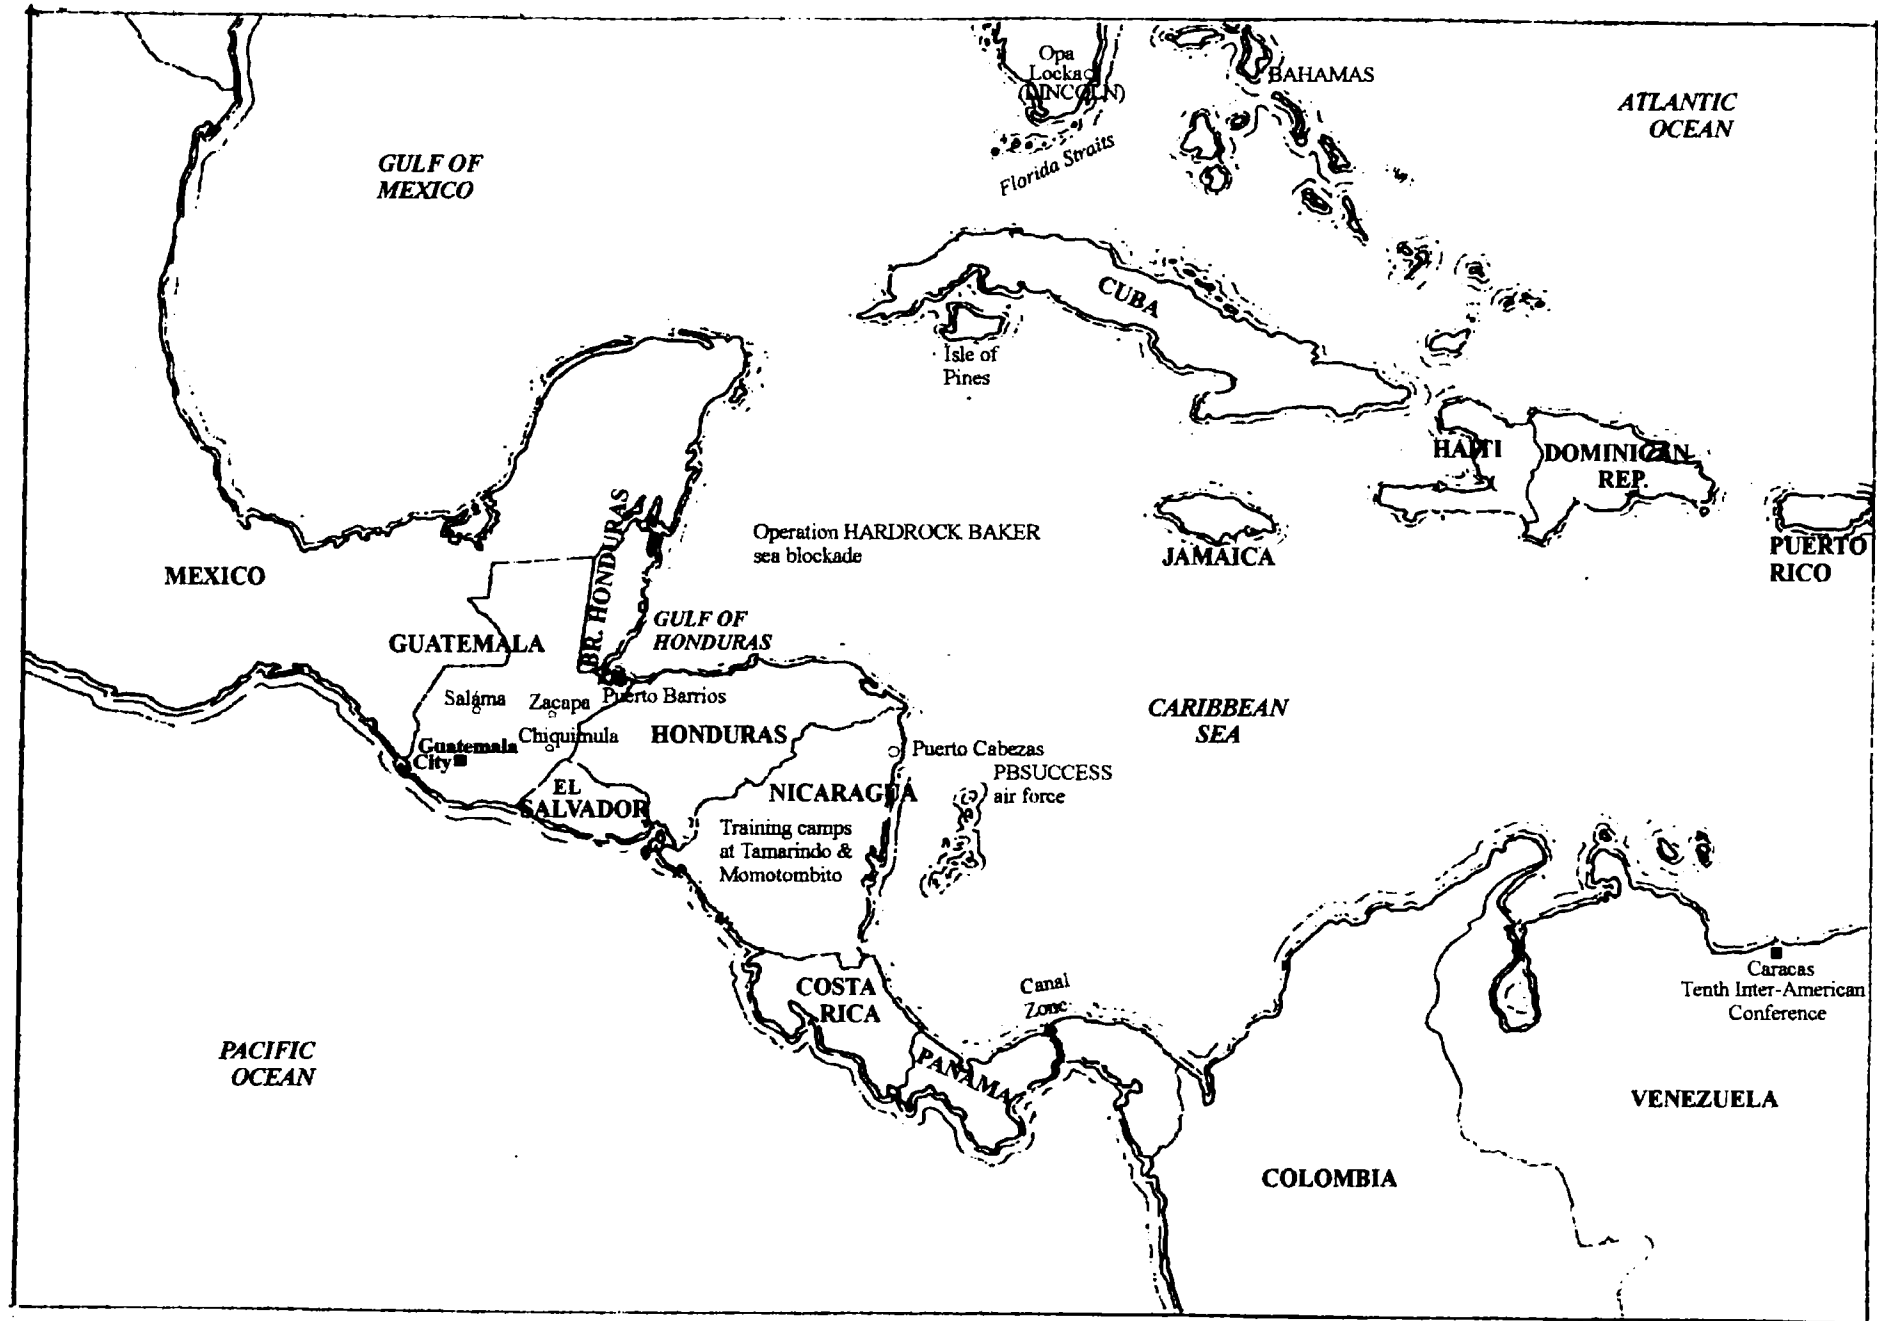 Opa
Locka
(LINCOLN)
BAHAMAS
ATLANTIC
OCEAN
GULF OF
MEXICO
Florida Straits
CUBA
Isle of
Pines
HAITI
DOMINICAN
REP.
Operation HARDROCK BAKER
sea blockade
JAMAICA
PUERTO
RICO
MEXICO
BR. HONDURAS
GULF OF
HONDURAS
GUATEMALA
Saláma
Zacapa
Puerto Barrios
CARIBBEAN
SEA
Chiquimula
HONDURAS
Guatemala
City
Puerto Cabezas
PBSUCCESS
air force
EL
SALVADOR
NICARAGUA
Training camps
at Tamarindo &
Momotombito
Caracas
Tenth Inter-American
Conference
COSTA
RICA
Canal
Zone
PACIFIC
OCEAN
PANAMA
VENEZUELA
COLOMBIA